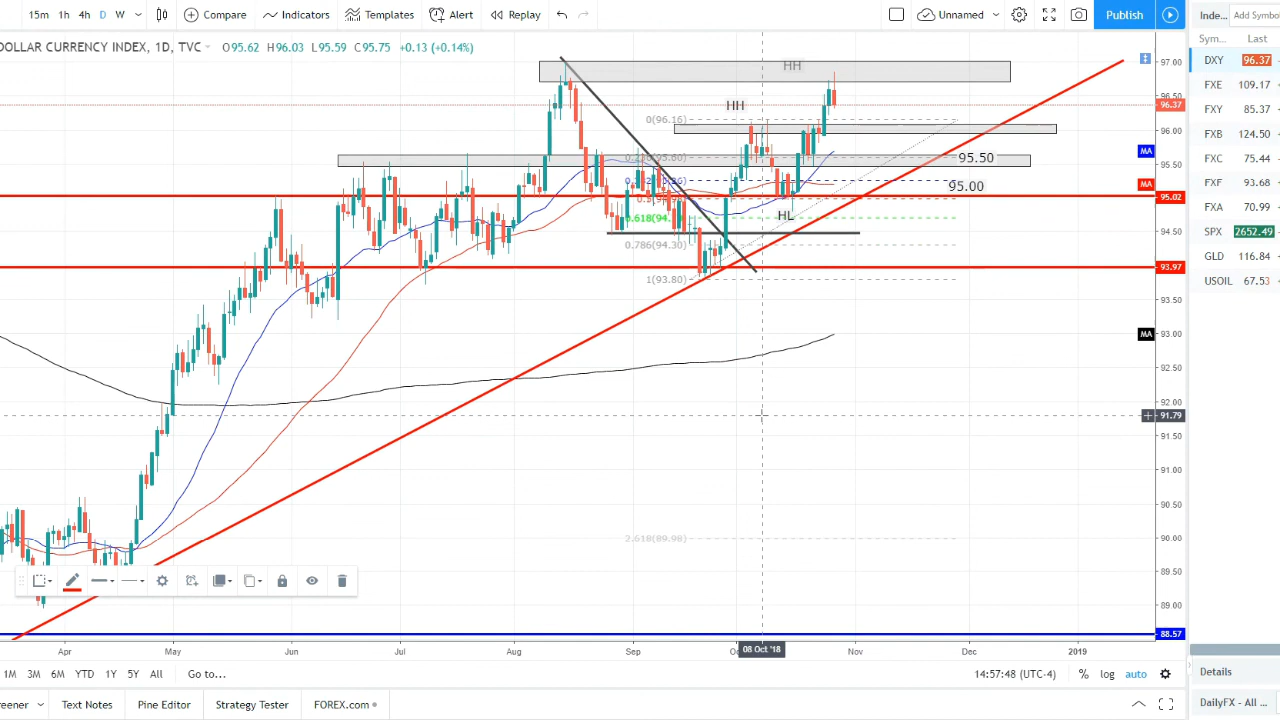 15m 1h 4h D W Compare Indicators Templates Alert Replay Unnamed Publish Inde... Add Symbol
DOLLAR CURRENCY INDEX, 1D, TVC O95.62 H96.03 L95.59 C95.75 +0.13 (+0.14%)
Sym... Last
DXY 96.37
FXE 109.17
FXY 85.37
FXB 124.50
FXC 75.44
FXF 93.68
FXA 70.99
SPX 2652.49
GLD 116.84
USOIL 67.53
HH
HH
0(96.16)
95.50
95.00
HL
0.786(94.30)
1(93.80)
2.618(89.98)
97.00
96.50
96.37
96.00
MA
95.50
MA
95.02
94.50
93.97
93.50
MA
93.00
92.50
92.00
91.79
91.50
91.00
90.50
90.00
89.50
89.00
88.57
Apr May Jun Jul Aug Sep 08 Oct '18 Nov Dec 2019
1M 3M 6M YTD 1Y 5Y All Go to... 14:57:48 (UTC-4) % log auto
Details
reener Text Notes Pine Editor Strategy Tester FOREX.com DailyFX - All ...